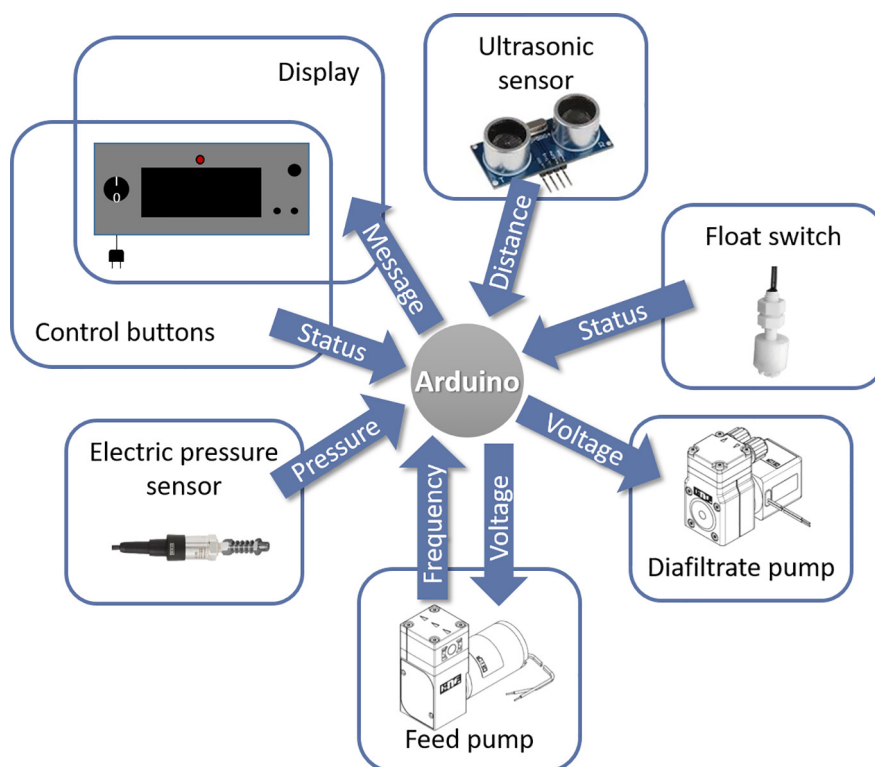 Display
Ultrasonic
sensor
Float switch
Control buttons
Message
Distance
Status
Status
Arduino
Electric pressure
sensor
Pressure
Frequency
Voltage
Voltage
Diafiltrate pump
Feed pump
I
0